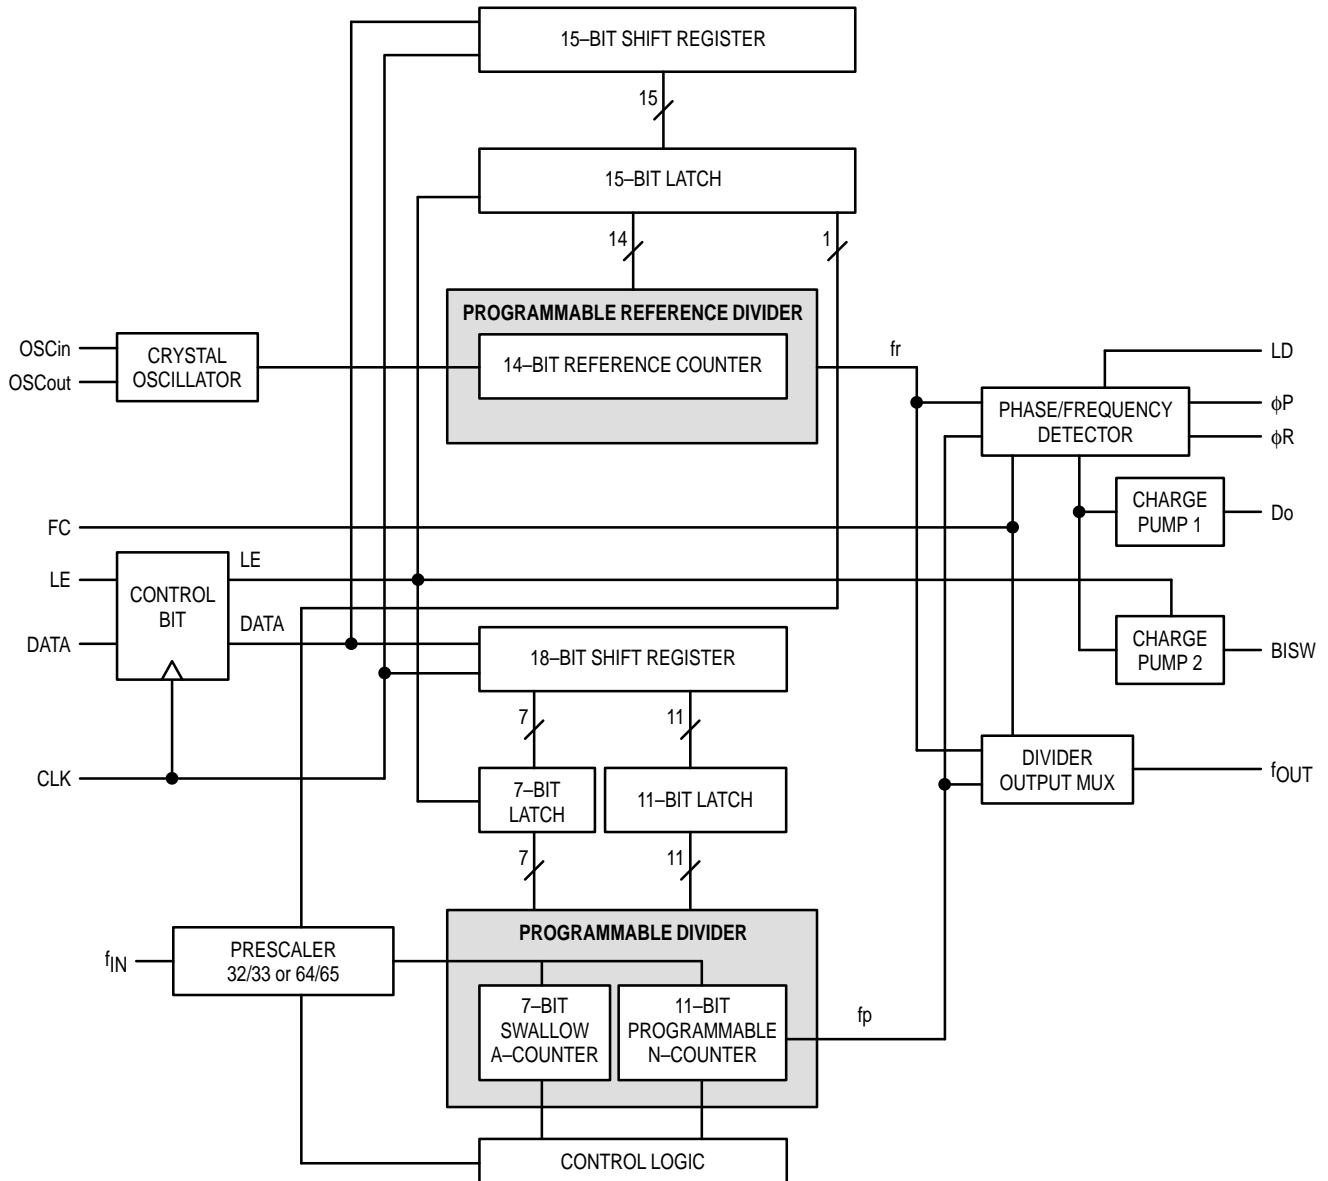 15–BIT SHIFT REGISTER
15
15–BIT LATCH
14
1
PROGRAMMABLE REFERENCE DIVIDER
14–BIT REFERENCE COUNTER
OSCin
OSCout
CRYSTAL
OSCILLATOR
fr
LD
PHASE/FREQUENCY
DETECTOR
ϕP
ϕR
CHARGE
PUMP 1
Do
FC
LE
DATA
CONTROL
BIT
LE
DATA
18–BIT SHIFT REGISTER
CHARGE
PUMP 2
BISW
7
11
CLK
7–BIT
LATCH
11–BIT LATCH
DIVIDER
OUTPUT MUX
fOUT
7
11
PROGRAMMABLE DIVIDER
fIN
PRESCALER
32/33 or 64/65
7–BIT
SWALLOW
A–COUNTER
11–BIT
PROGRAMMABLE
N–COUNTER
fp
CONTROL LOGIC